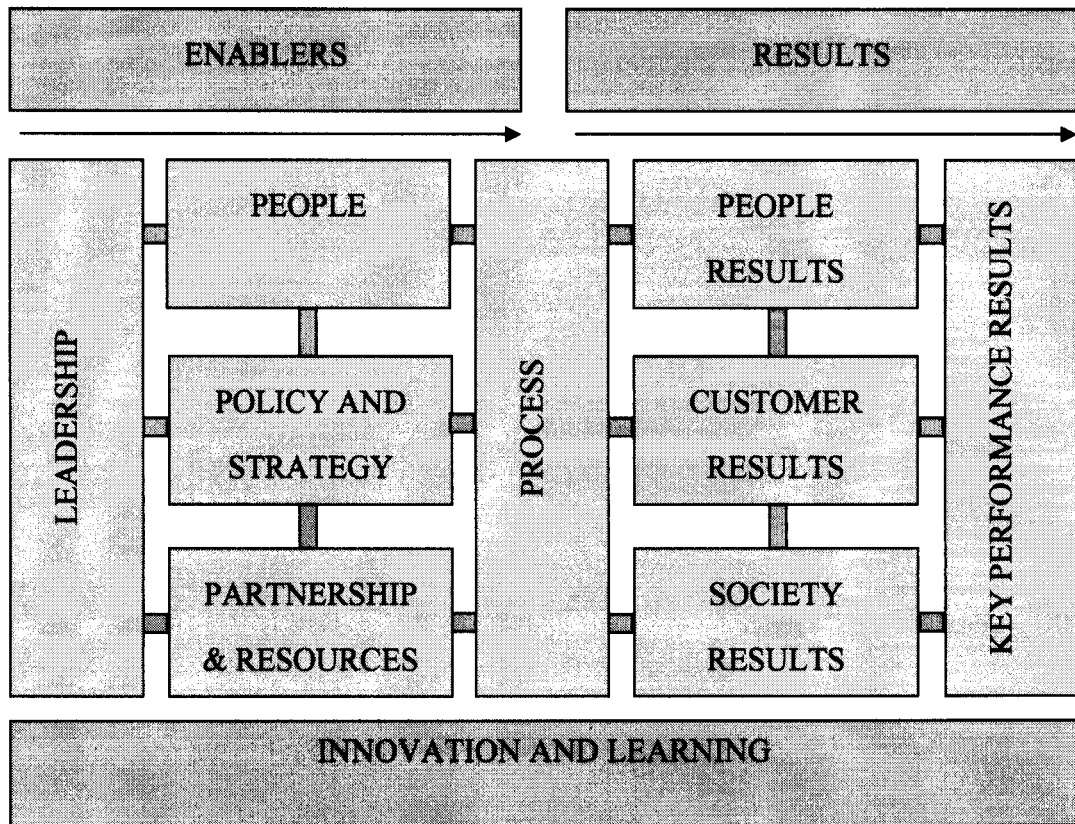 ENABLERS
RESULTS
LEADERSHIP
PEOPLE
POLICY AND
STRATEGY
PARTNERSHIP
& RESOURCES
PROCESS
PEOPLE
RESULTS
CUSTOMER
RESULTS
SOCIETY
RESULTS
KEY PERFORMANCE RESULTS
INNOVATION AND LEARNING